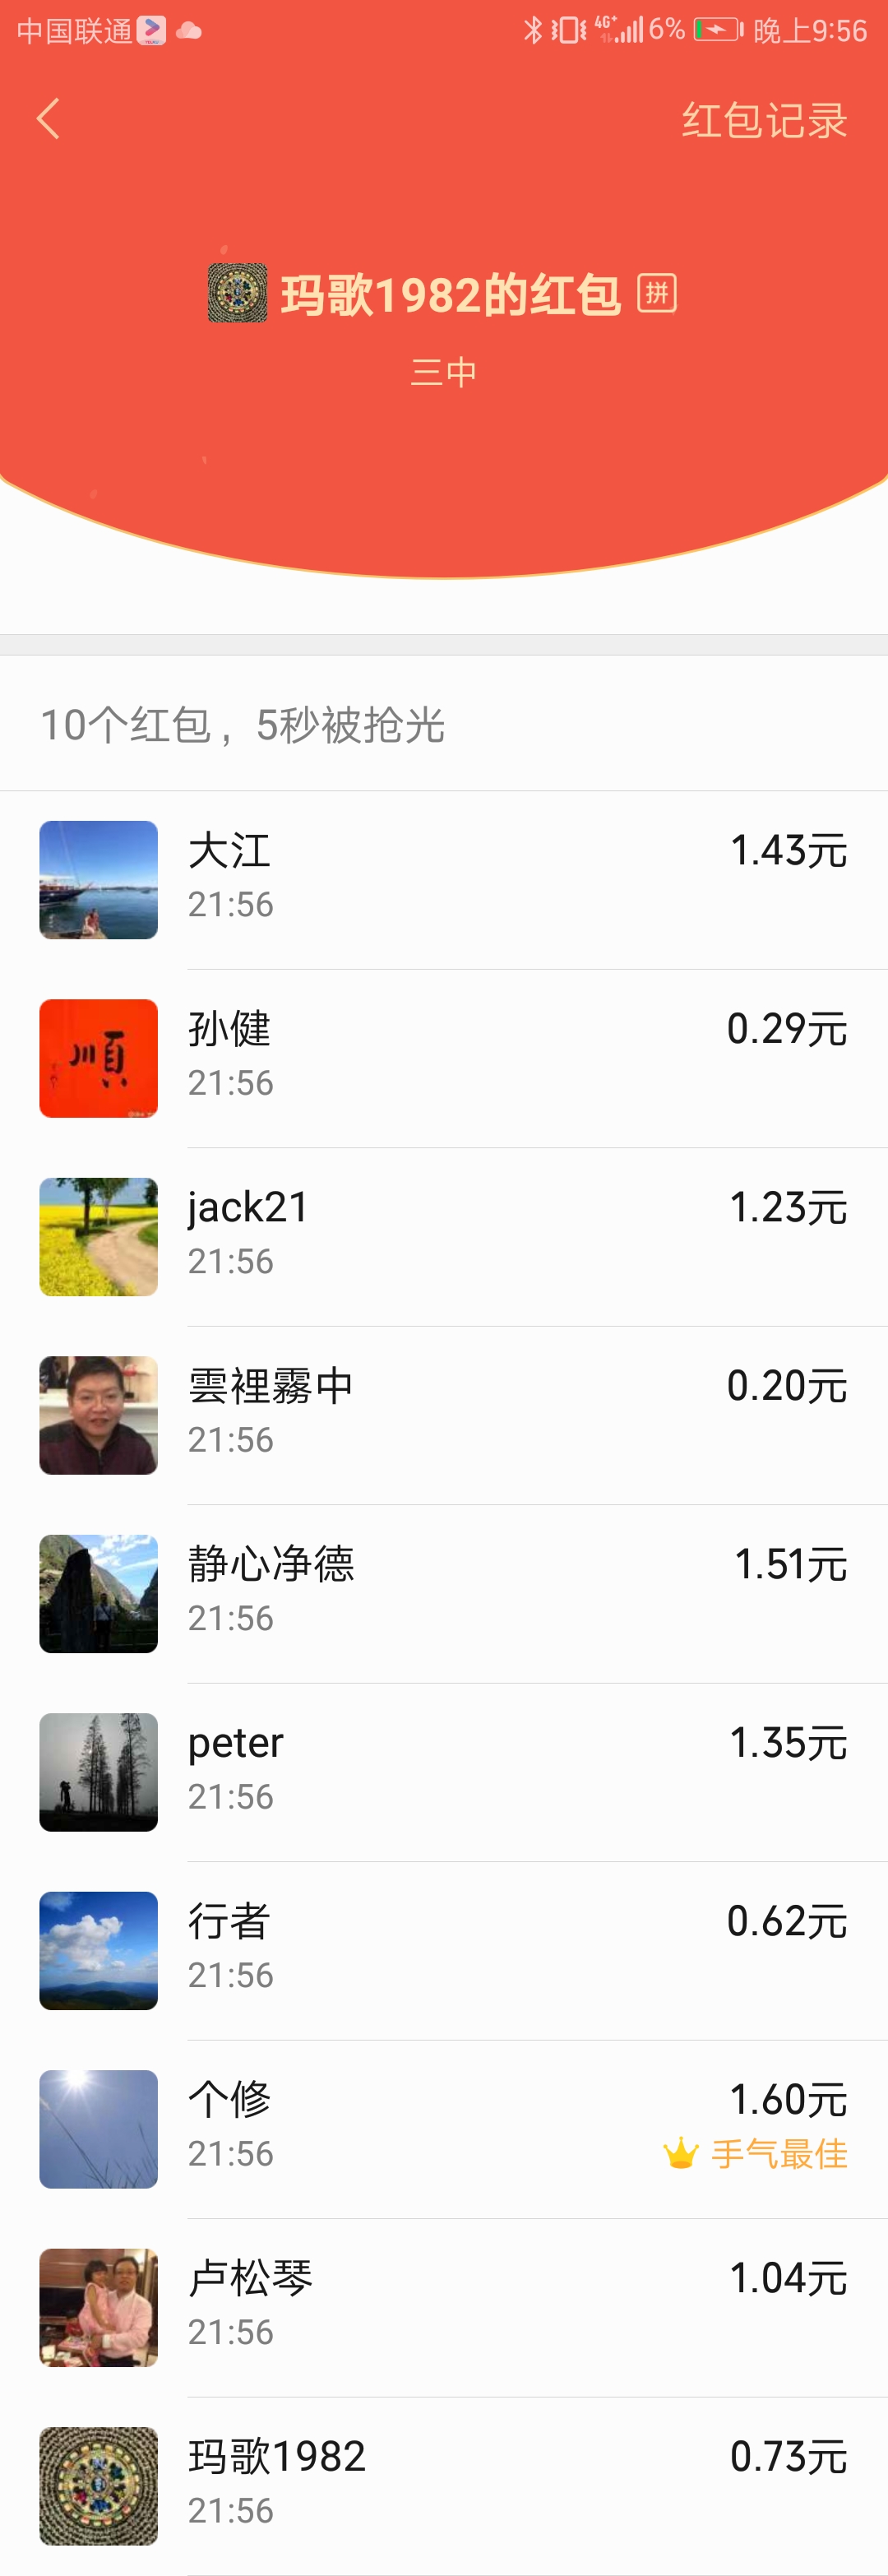 中国联通 4G+ 6% 晚上9:56
红包记录
玛歌1982的红包 拼
三中
10个红包，5秒被抢光
大江 1.43元
21:56
孙健 0.29元
21:56
順
jack21 1.23元
21:56
雲裡霧中 0.20元
21:56
静心净德 1.51元
21:56
peter 1.35元
21:56
行者 0.62元
21:56
个修 1.60元
21:56 手气最佳
卢松琴 1.04元
21:56
玛歌1982 0.73元
21:56